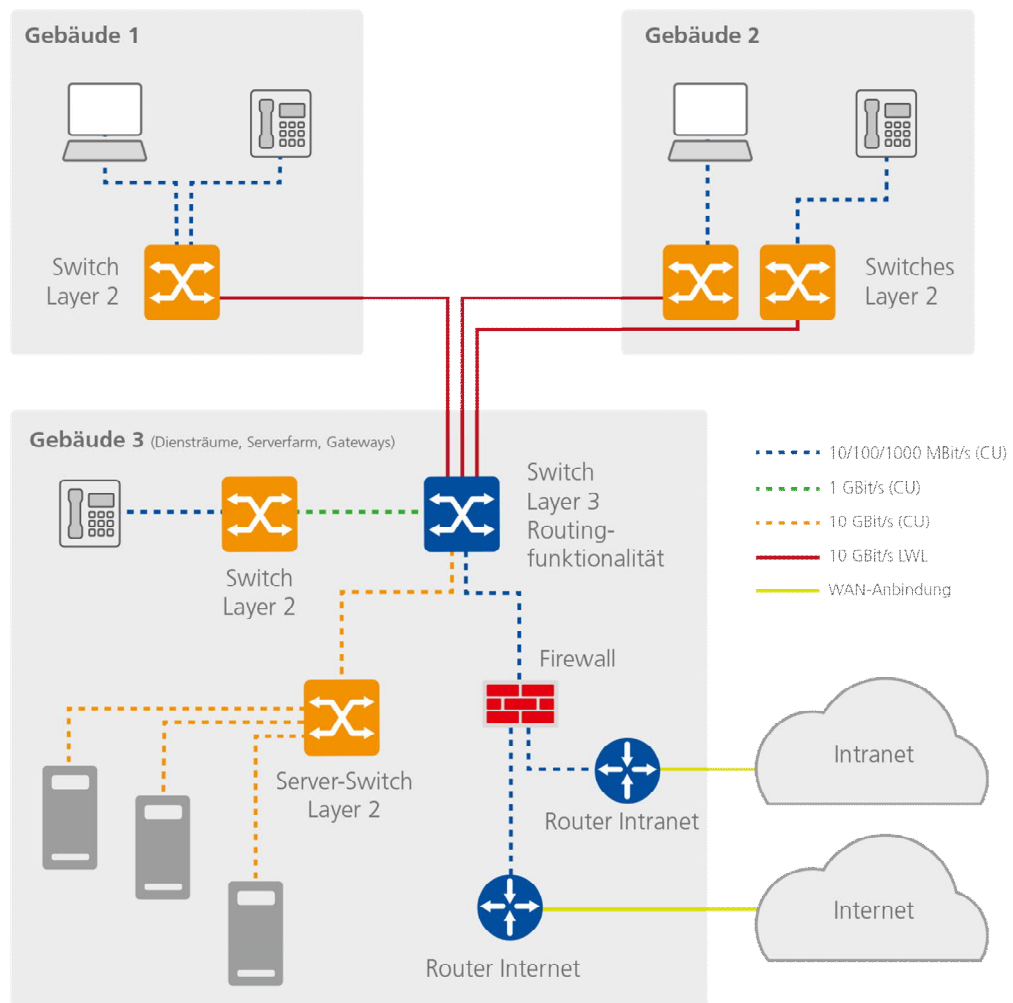 Gebäude 1
Gebäude 2
Switch
Layer 2
Switches
Layer 2
Gebäude 3 (Diensträume, Serverfarm, Gateways)
Switch
Layer 3
Routing-
funktionalität
Switch
Layer 2
10/100/1000 MBit/s (CU)
1 GBit/s (CU)
10 GBit/s (CU)
10 GBit/s LWL
WAN-Anbindung
Firewall
Server-Switch
Layer 2
Router Intranet
Intranet
Router Internet
Internet